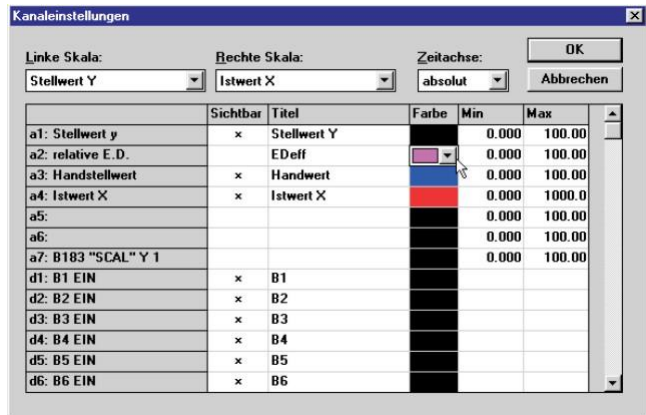 Kanaleinstellungen
Linke Skala: Rechte Skala: Zeitachse: OK
Stellwert Y Istwert X absolut Abbrechen
Sichtbar Titel Farbe Min Max
a1: Stellwert y × Stellwert Y 0.000 100.00
a2: relative E.D. EDeff 0.000 100.00
a3: Handstellwert × Handwert 0.000 100.00
a4: Istwert X × Istwert X 0.000 1000.0
a5: 0.000 100.00
a6: 0.000 100.00
a7: B183 "SCAL" Y 1 0.000 100.00
d1: B1 EIN × B1
d2: B2 EIN × B2
d3: B3 EIN × B3
d4: B4 EIN × B4
d5: B5 EIN × B5
d6: B6 EIN × B6